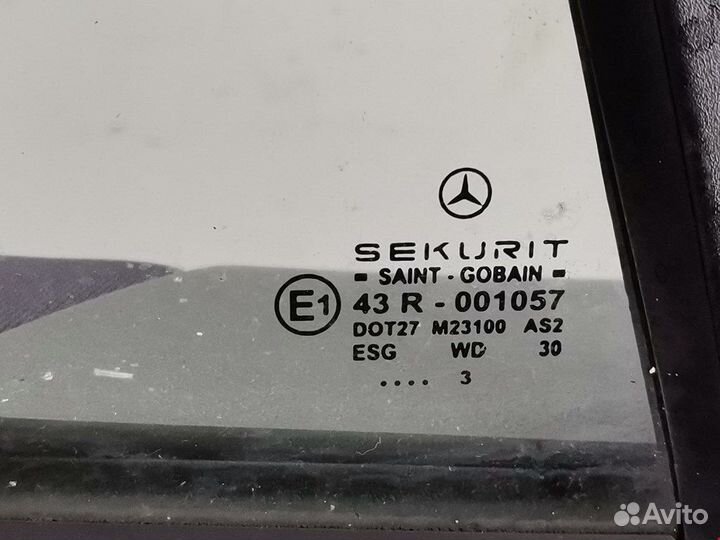 SEKURIT
SAINT - GOBAIN
E1 43 R - 001057
DOT27 M23100 AS2
ESG WD 30
.... 3
Avito